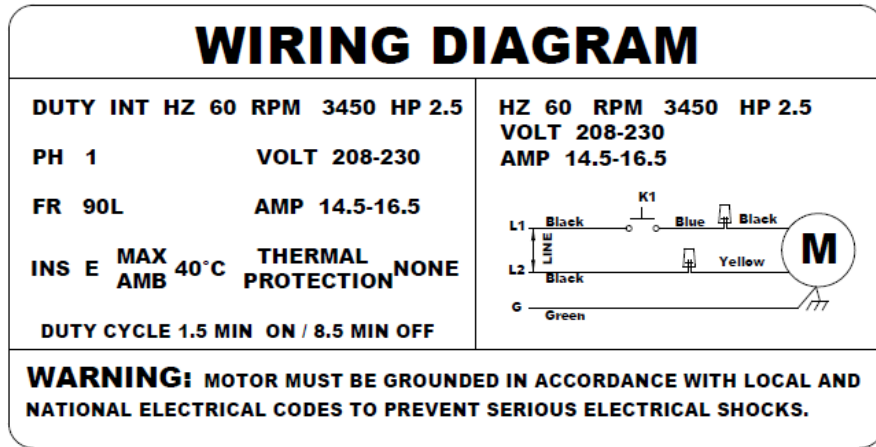 WIRING DIAGRAM
DUTY INT HZ 60 RPM 3450 HP 2.5
PH 1 VOLT 208-230
FR 90L AMP 14.5-16.5
INS E MAX AMB 40°C THERMAL PROTECTION NONE
DUTY CYCLE 1.5 MIN ON / 8.5 MIN OFF
HZ 60 RPM 3450 HP 2.5
VOLT 208-230
AMP 14.5-16.5
K1
L1 Black Blue Black
LINE
M
Yellow
L2 Black
G Green
WARNING: MOTOR MUST BE GROUNDED IN ACCORDANCE WITH LOCAL AND
NATIONAL ELECTRICAL CODES TO PREVENT SERIOUS ELECTRICAL SHOCKS.